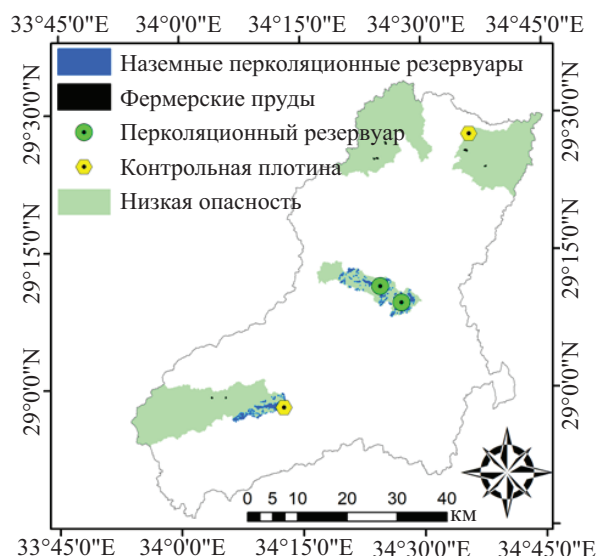 33°45'0"E 34°0'0"E 34°15'0"E 34°30'0"E 34°45'0"E
Наземные перколяционные резервуары
Фермерские пруды
Перколяционный резервуар
Контрольная плотина
Низкая опасность
29°30'0"N
29°15'0"N
29°0'0"N
29°30'0"N
29°15'0"N
29°0'0"N
0 5 10 20 30 40
км
33°45'0"E 34°0'0"E 34°15'0"E 34°30'0"E 34°45'0"E